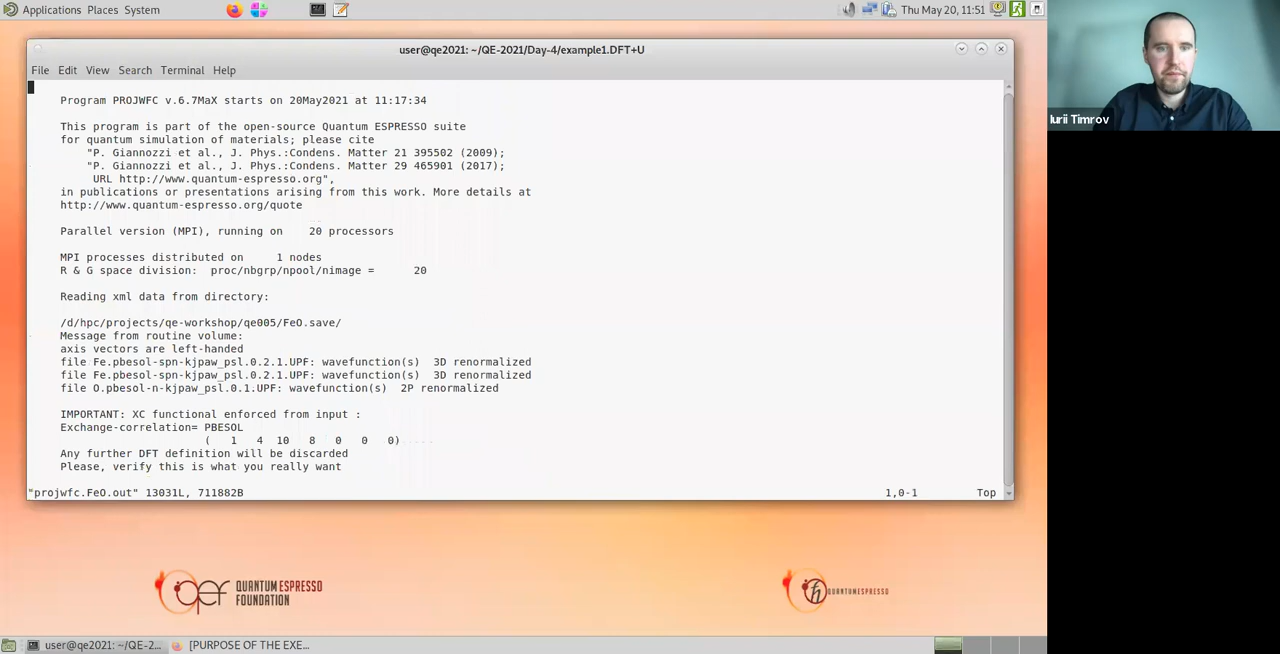 Applications Places System
Thu May 20, 11:51
user@qe2021: ~/QE-2021/Day-4/example1.DFT+U
File Edit View Search Terminal Help
Program PROJWFC v.6.7MaX starts on 20May2021 at 11:17:34
This program is part of the open-source Quantum ESPRESSO suite
for quantum simulation of materials; please cite
"P. Giannozzi et al., J. Phys.:Condens. Matter 21 395502 (2009);
"P. Giannozzi et al., J. Phys.:Condens. Matter 29 465901 (2017);
URL http://www.quantum-espresso.org",
in publications or presentations arising from this work. More details at
http://www.quantum-espresso.org/quote
Parallel version (MPI), running on 20 processors
MPI processes distributed on 1 nodes
R & G space division: proc/nbgrp/npool/nimage = 20
Reading xml data from directory:
/d/hpc/projects/qe-workshop/qe005/FeO.save/
Message from routine volume:
axis vectors are left-handed
file Fe.pbesol-spn-kjpaw_psl.0.2.1.UPF: wavefunction(s) 3D renormalized
file Fe.pbesol-spn-kjpaw_psl.0.2.1.UPF: wavefunction(s) 3D renormalized
file O.pbesol-n-kjpaw_psl.0.1.UPF: wavefunction(s) 2P renormalized
IMPORTANT: XC functional enforced from input :
Exchange-correlation= PBESOL
( 1 4 10 8 0 0 0)
Any further DFT definition will be discarded
Please, verify this is what you really want
"projwfc.FeO.out" 13031L, 711882B 1,0-1 Top
QUANTUM ESPRESSO
FOUNDATION
QUANTUMESPRESSO
user@qe2021: ~/QE-2... [PURPOSE OF THE EXE...
Iurii Timrov